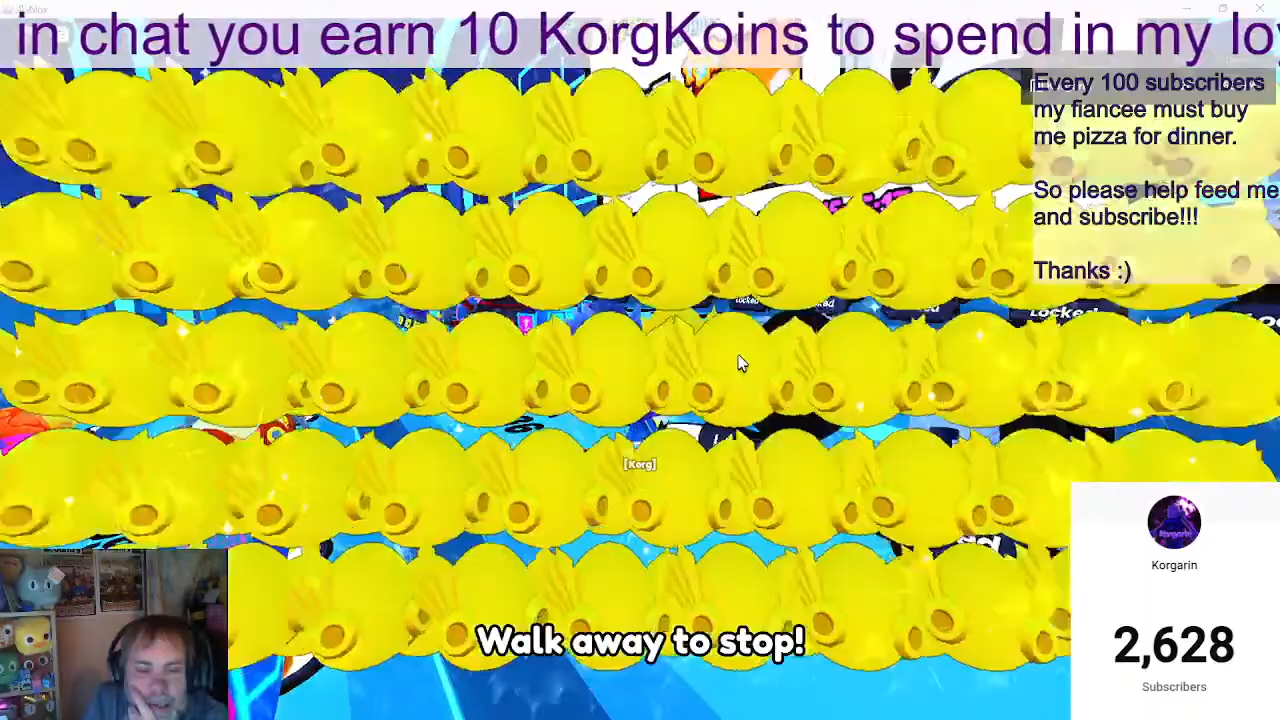 in chat you earn 10 KorgKoins to spend in my lo
Every 100 subscribers
my fiancee must buy
me pizza for dinner.
So please help feed me
and subscribe!!!
Thanks :)
Locked
Locked
[Korg]
Walk away to stop!
Korgarin
2,628
Subscribers